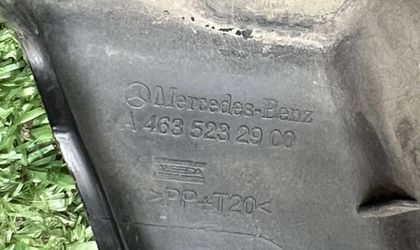 Mercedes-Benz
A 463 523 29 00
>PP+T20<